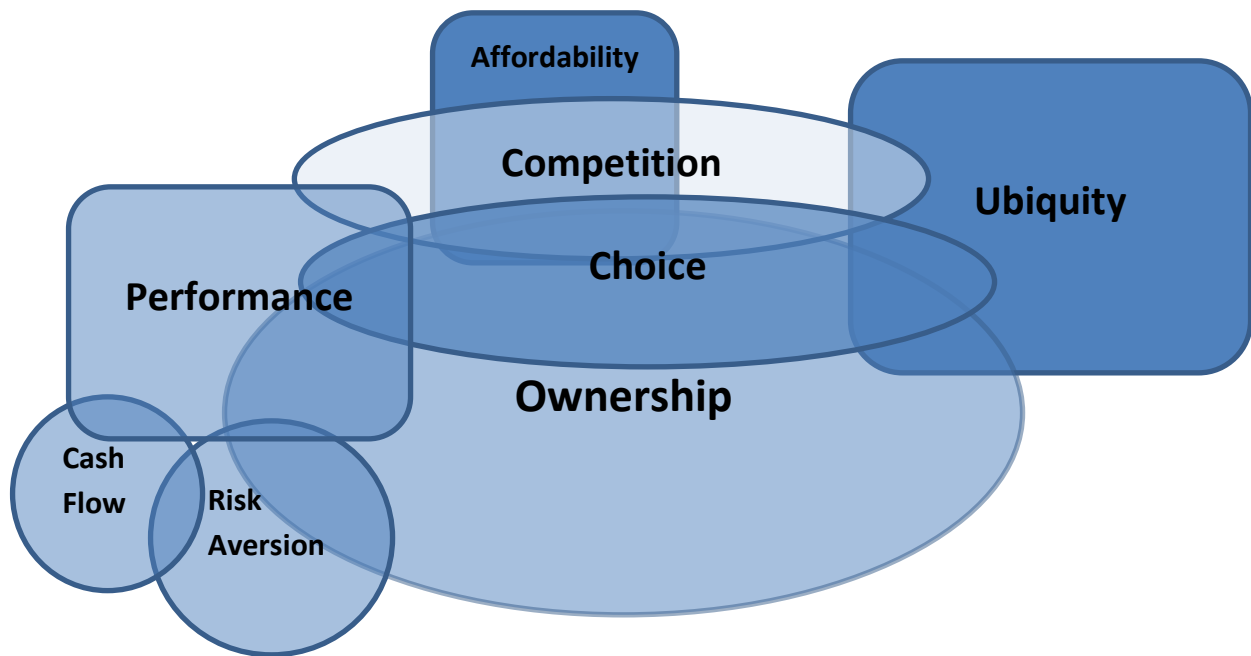 Affordability
Competition
Ubiquity
Choice
Performance
Ownership
Cash
Flow
Risk
Aversion